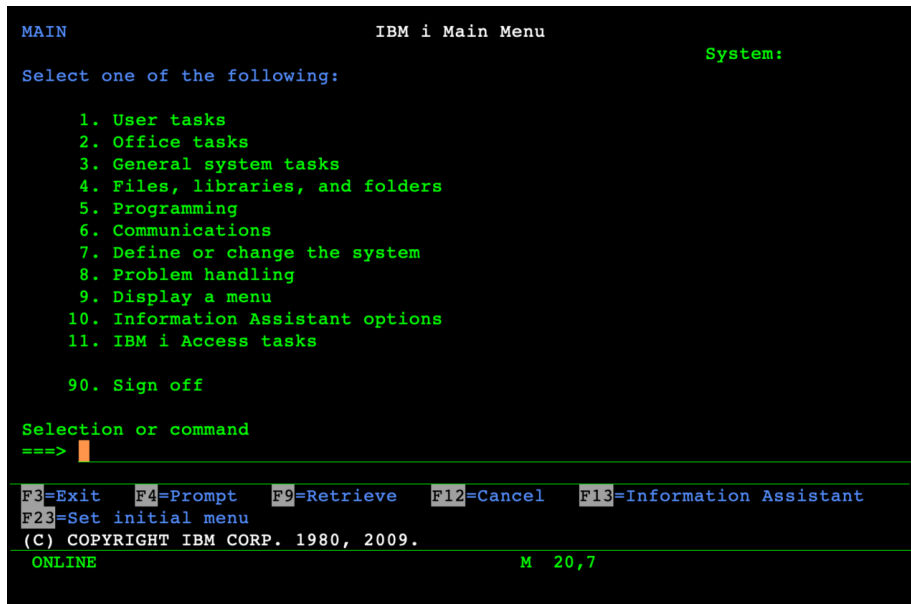 MAIN IBM i Main Menu
System:
Select one of the following:
1. User tasks
2. Office tasks
3. General system tasks
4. Files, libraries, and folders
5. Programming
6. Communications
7. Define or change the system
8. Problem handling
9. Display a menu
10. Information Assistant options
11. IBM i Access tasks
90. Sign off
Selection or command
===>
F3=Exit F4=Prompt F9=Retrieve F12=Cancel F13=Information Assistant
F23=Set initial menu
(C) COPYRIGHT IBM CORP. 1980, 2009.
ONLINE M 20,7